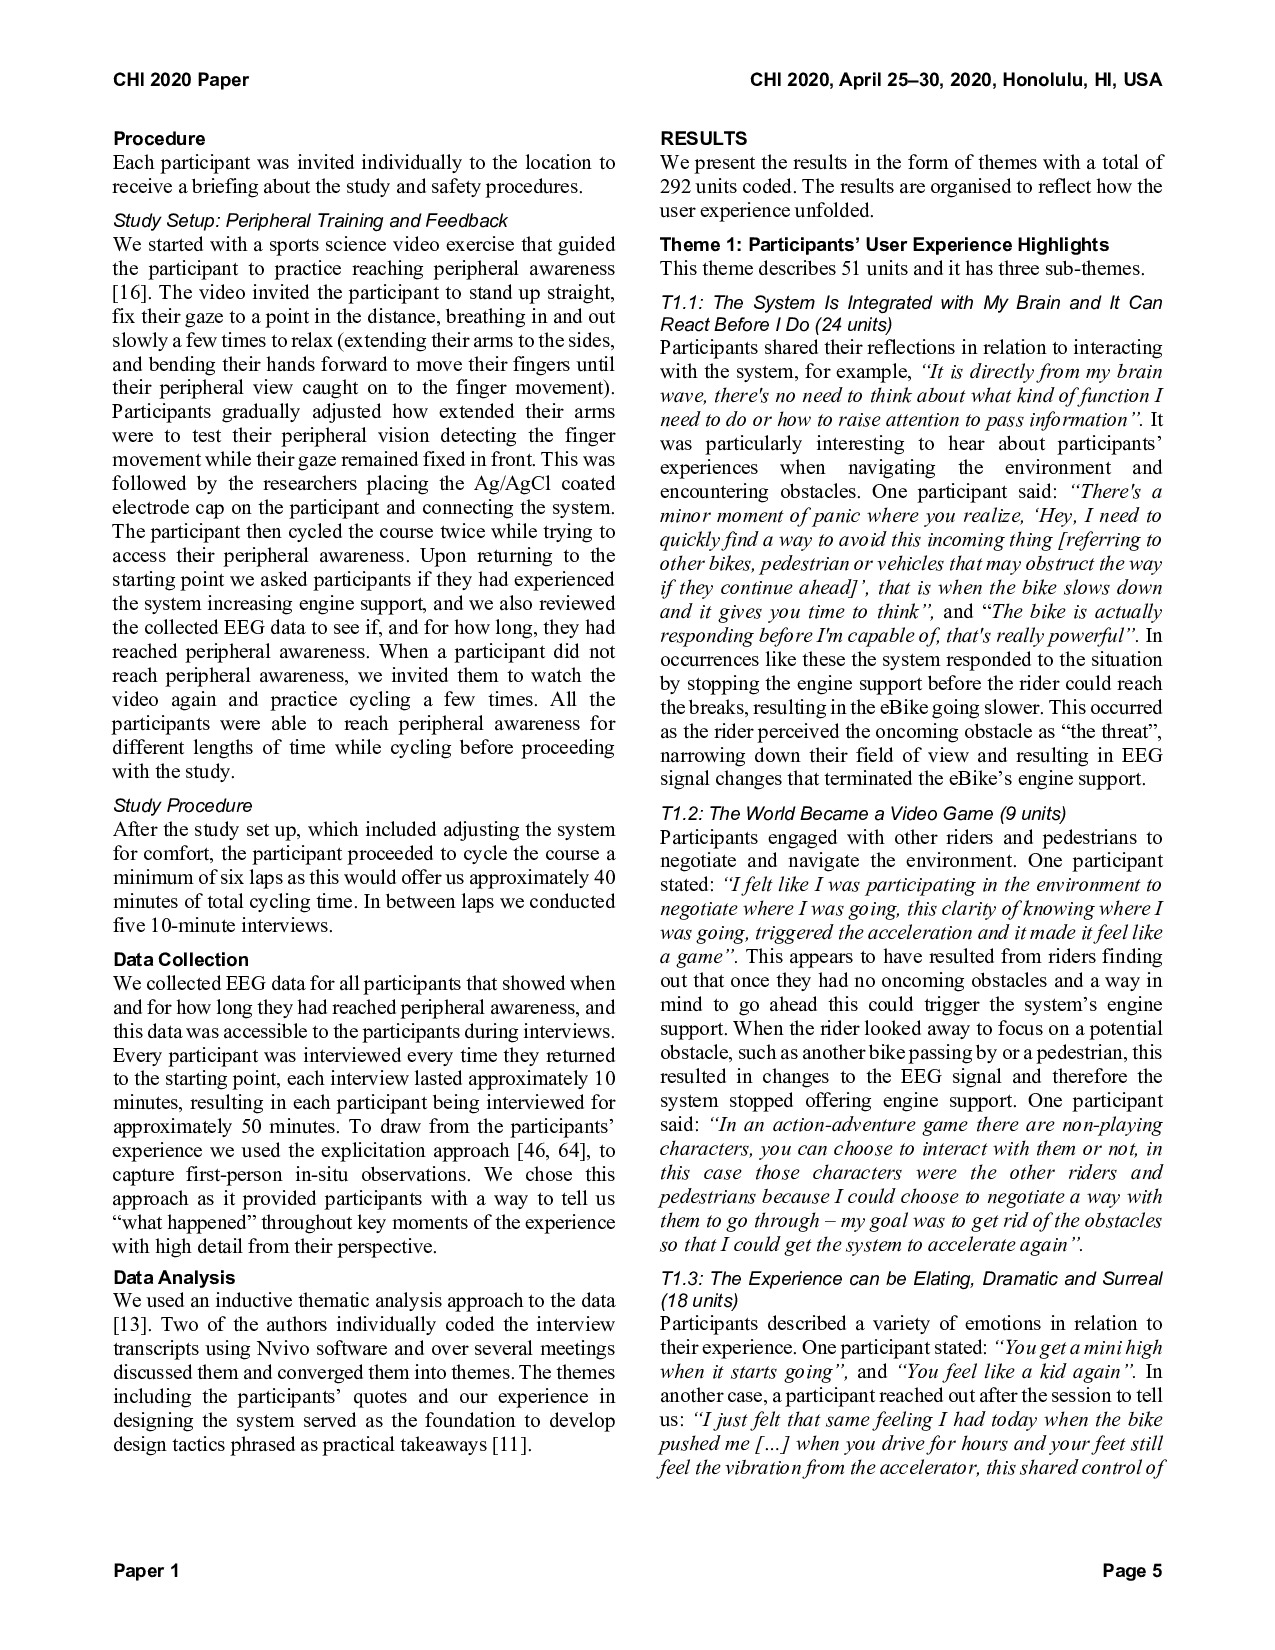 CHI 2020 Paper
CHI 2020, April 25–30, 2020, Honolulu, HI, USA
Procedure
Each participant was invited individually to the location to
receive a briefing about the study and safety procedures.
Study Setup: Peripheral Training and Feedback
We started with a sports science video exercise that guided
the participant to practice reaching peripheral awareness
[16]. The video invited the participant to stand up straight,
fix their gaze to a point in the distance, breathing in and out
slowly a few times to relax (extending their arms to the sides,
and bending their hands forward to move their fingers until
their peripheral view caught on to the finger movement).
Participants gradually adjusted how extended their arms
were to test their peripheral vision detecting the finger
movement while their gaze remained fixed in front. This was
followed by the researchers placing the Ag/AgCl coated
electrode cap on the participant and connecting the system.
The participant then cycled the course twice while trying to
access their peripheral awareness. Upon returning to the
starting point we asked participants if they had experienced
the system increasing engine support, and we also reviewed
the collected EEG data to see if, and for how long, they had
reached peripheral awareness. When a participant did not
reach peripheral awareness, we invited them to watch the
video again and practice cycling a few times. All the
participants were able to reach peripheral awareness for
different lengths of time while cycling before proceeding
with the study.
Study Procedure
After the study set up, which included adjusting the system
for comfort, the participant proceeded to cycle the course a
minimum of six laps as this would offer us approximately 40
minutes of total cycling time. In between laps we conducted
five 10-minute interviews.
Data Collection
We collected EEG data for all participants that showed when
and for how long they had reached peripheral awareness, and
this data was accessible to the participants during interviews.
Every participant was interviewed every time they returned
to the starting point, each interview lasted approximately 10
minutes, resulting in each participant being interviewed for
approximately 50 minutes. To draw from the participants’
experience we used the explicitation approach [46, 64], to
capture first-person in-situ observations. We chose this
approach as it provided participants with a way to tell us
“what happened” throughout key moments of the experience
with high detail from their perspective.
Data Analysis
We used an inductive thematic analysis approach to the data
[13]. Two of the authors individually coded the interview
transcripts using Nvivo software and over several meetings
discussed them and converged them into themes. The themes
including the participants’ quotes and our experience in
designing the system served as the foundation to develop
design tactics phrased as practical takeaways [11].
RESULTS
We present the results in the form of themes with a total of
292 units coded. The results are organised to reflect how the
user experience unfolded.
Theme 1: Participants’ User Experience Highlights
This theme describes 51 units and it has three sub-themes.
T1.1: The System Is Integrated with My Brain and It Can
React Before I Do (24 units)
Participants shared their reflections in relation to interacting
with the system, for example, “It is directly from my brain
wave, there's no need to think about what kind of function I
need to do or how to raise attention to pass information”. It
was particularly interesting to hear about participants’
experiences when navigating the environment and
encountering obstacles. One participant said: “There's a
minor moment of panic where you realize, ‘Hey, I need to
quickly find a way to avoid this incoming thing [referring to
other bikes, pedestrian or vehicles that may obstruct the way
if they continue ahead]’, that is when the bike slows down
and it gives you time to think”, and “The bike is actually
responding before I'm capable of, that's really powerful”. In
occurrences like these the system responded to the situation
by stopping the engine support before the rider could reach
the breaks, resulting in the eBike going slower. This occurred
as the rider perceived the oncoming obstacle as “the threat”,
narrowing down their field of view and resulting in EEG
signal changes that terminated the eBike’s engine support.
T1.2: The World Became a Video Game (9 units)
Participants engaged with other riders and pedestrians to
negotiate and navigate the environment. One participant
stated: “I felt like I was participating in the environment to
negotiate where I was going, this clarity of knowing where I
was going, triggered the acceleration and it made it feel like
a game”. This appears to have resulted from riders finding
out that once they had no oncoming obstacles and a way in
mind to go ahead this could trigger the system’s engine
support. When the rider looked away to focus on a potential
obstacle, such as another bike passing by or a pedestrian, this
resulted in changes to the EEG signal and therefore the
system stopped offering engine support. One participant
said: “In an action-adventure game there are non-playing
characters, you can choose to interact with them or not, in
this case those characters were the other riders and
pedestrians because I could choose to negotiate a way with
them to go through – my goal was to get rid of the obstacles
so that I could get the system to accelerate again”.
T1.3: The Experience can be Elating, Dramatic and Surreal
(18 units)
Participants described a variety of emotions in relation to
their experience. One participant stated: “You get a mini high
when it starts going”, and “You feel like a kid again”. In
another case, a participant reached out after the session to tell
us: “I just felt that same feeling I had today when the bike
pushed me [...] when you drive for hours and your feet still
feel the vibration from the accelerator, this shared control of
Paper 1
Page 5